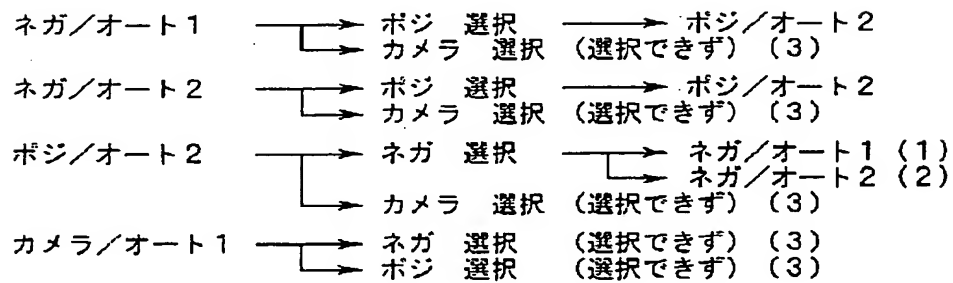 ネガ／オート1 ポジ 選択 ポジ／オート2
カメラ 選択 （選択できず）（3）
ネガ／オート2 ポジ 選択 ポジ／オート2
カメラ 選択 （選択できず）（3）
ポジ／オート2 ネガ 選択 ネガ／オート1（1）
ネガ／オート2（2）
カメラ 選択 （選択できず）（3）
カメラ／オート1 ネガ 選択 （選択できず）（3）
ポジ 選択 （選択できず）（3）